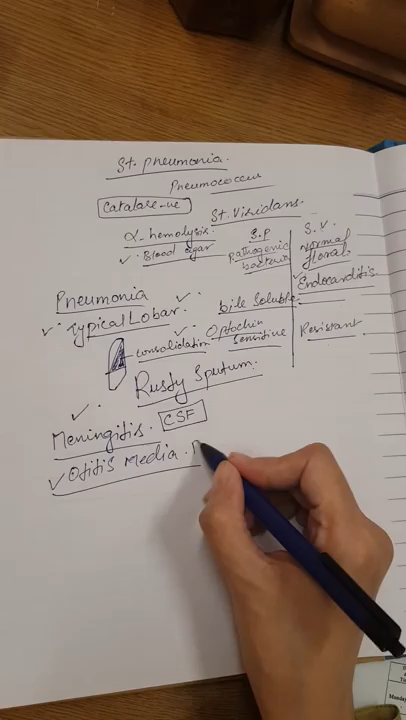 St. pneumonia.
Pneumococcus
Catalase -ve
St. Viridans.
α-hemolysis.
Blood agar
S.P
Pathogenic
bacteria
S.V.
normal
floral
Endocarditis
Pneumonia
Typical Lobar.
bile Soluble
Optochin
Sensitive
Resistant
consolidation
Rusty Sputum.
Meningitis. CSF
Otitis Media.